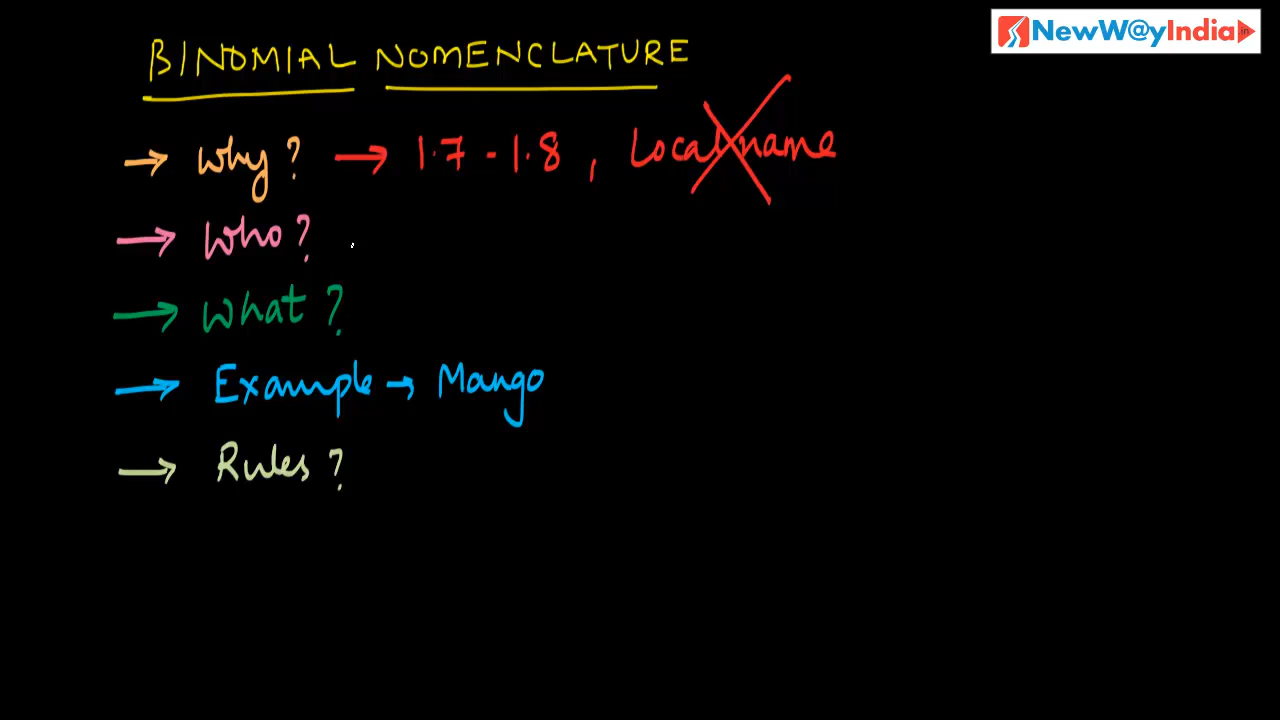 BINOMIAL NOMENCLATURE
NewW@yIndia
→ Why? → 1.7 - 1.8, Local name
→ Who?
→ What?
→ Example → Mango
→ Rules?